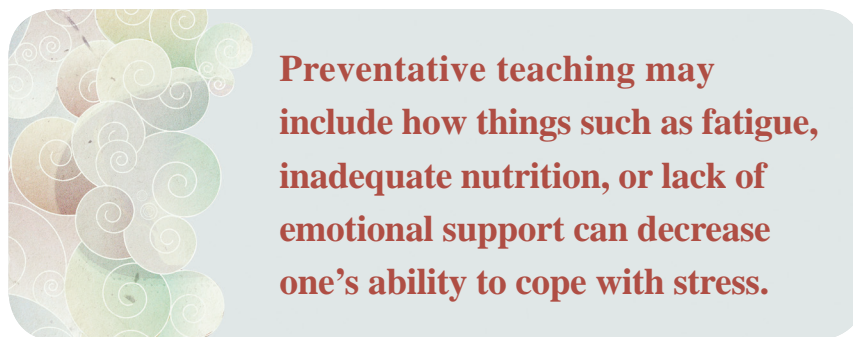 Preventative teaching may
include how things such as fatigue,
inadequate nutrition, or lack of
emotional support can decrease
one’s ability to cope with stress.